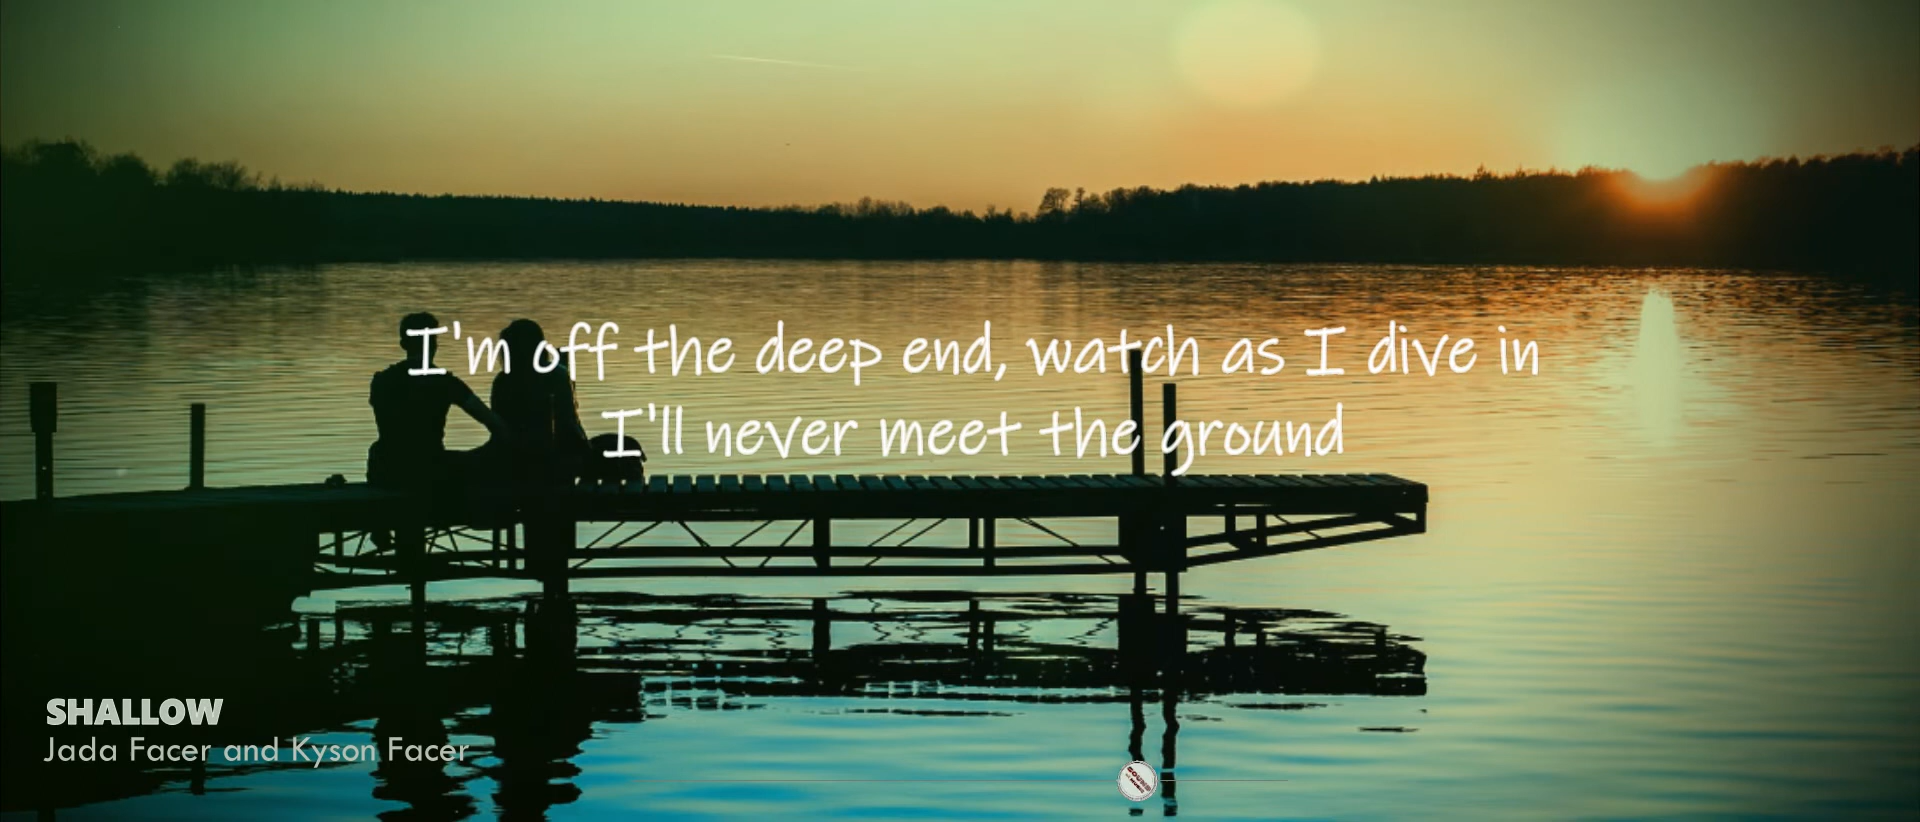 I'm off the deep end, watch as I dive in
I'll never meet the ground
SHALLOW
Jada Facer and Kyson Facer